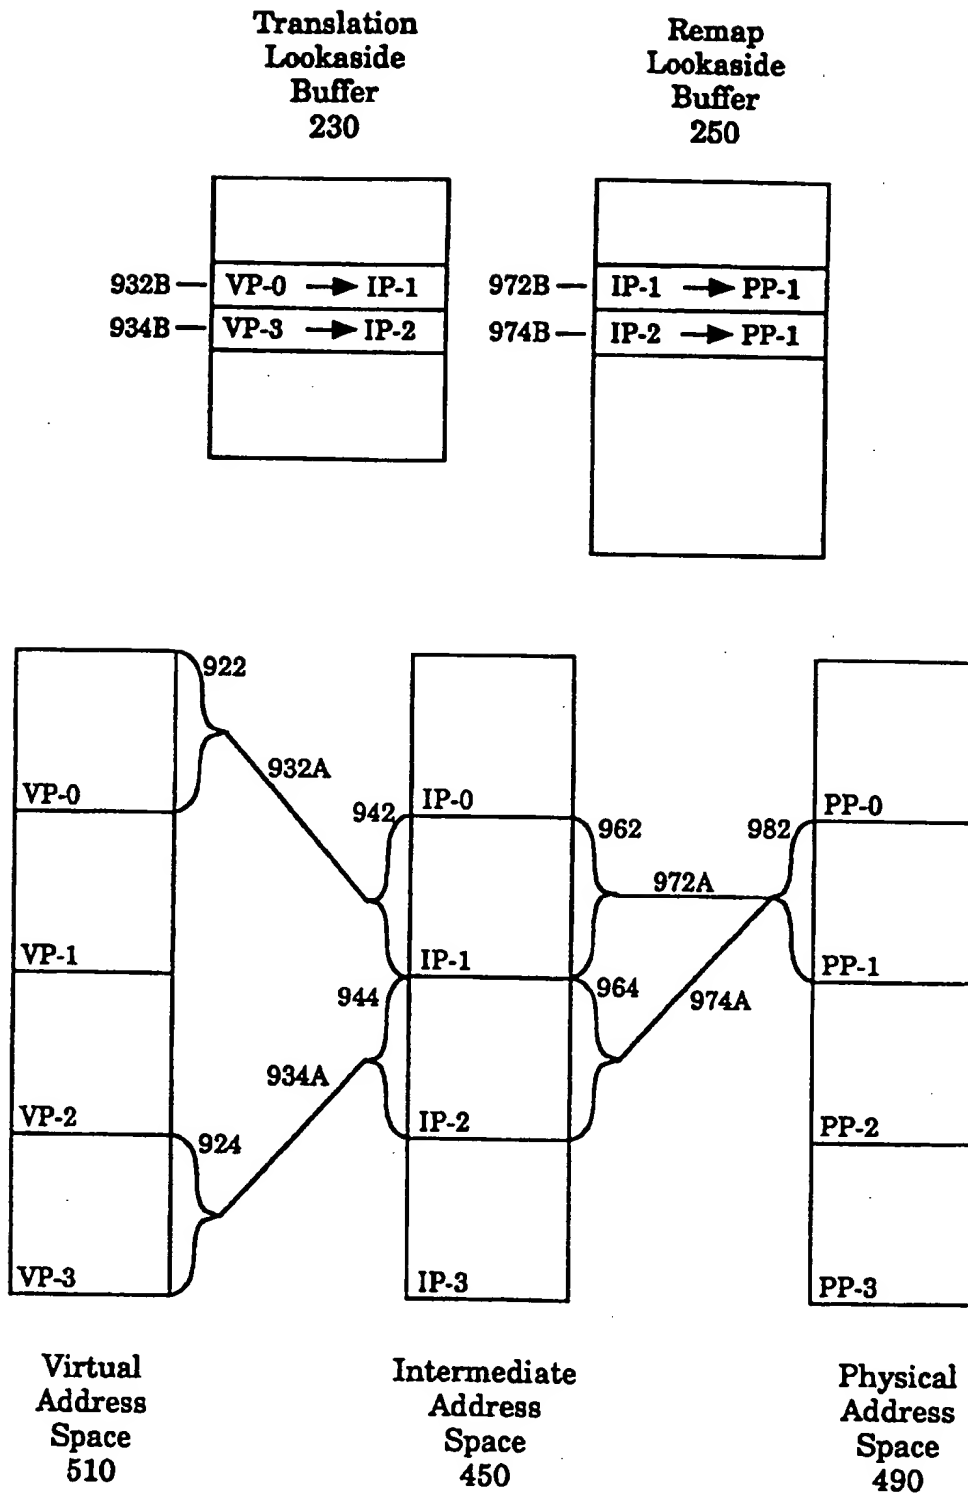 Translation
Lookaside
Buffer
230
Remap
Lookaside
Buffer
250
932B VP-0 → IP-1
934B VP-3 → IP-2
972B IP-1 → PP-1
974B IP-2 → PP-1
922
932A
VP-0
VP-1
VP-2
924
934A
VP-3
942
IP-0
962
IP-1
944
964
IP-2
IP-3
972A
974A
982
PP-0
PP-1
PP-2
PP-3
Virtual
Address
Space
510
Intermediate
Address
Space
450
Physical
Address
Space
490